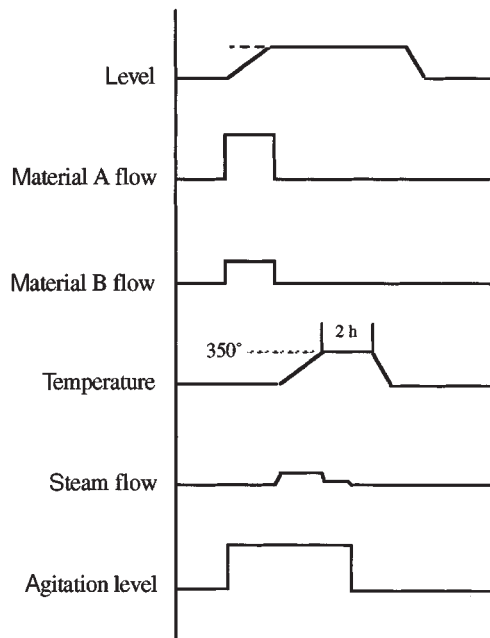 Level
Material A flow
Material B flow
2 h
350°
Temperature
Steam flow
Agitation level